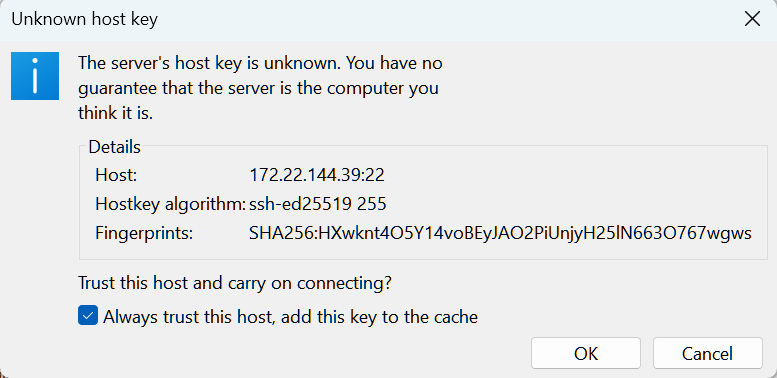 Unknown host key
The server's host key is unknown. You have no
guarantee that the server is the computer you
think it is.
Details
Host: 172.22.144.39:22
Hostkey algorithm: ssh-ed25519 255
Fingerprints: SHA256:HXwknt4O5Y14voBEyJAO2PiUnjyH25lN663O767wgws
Trust this host and carry on connecting?
Always trust this host, add this key to the cache
OK Cancel